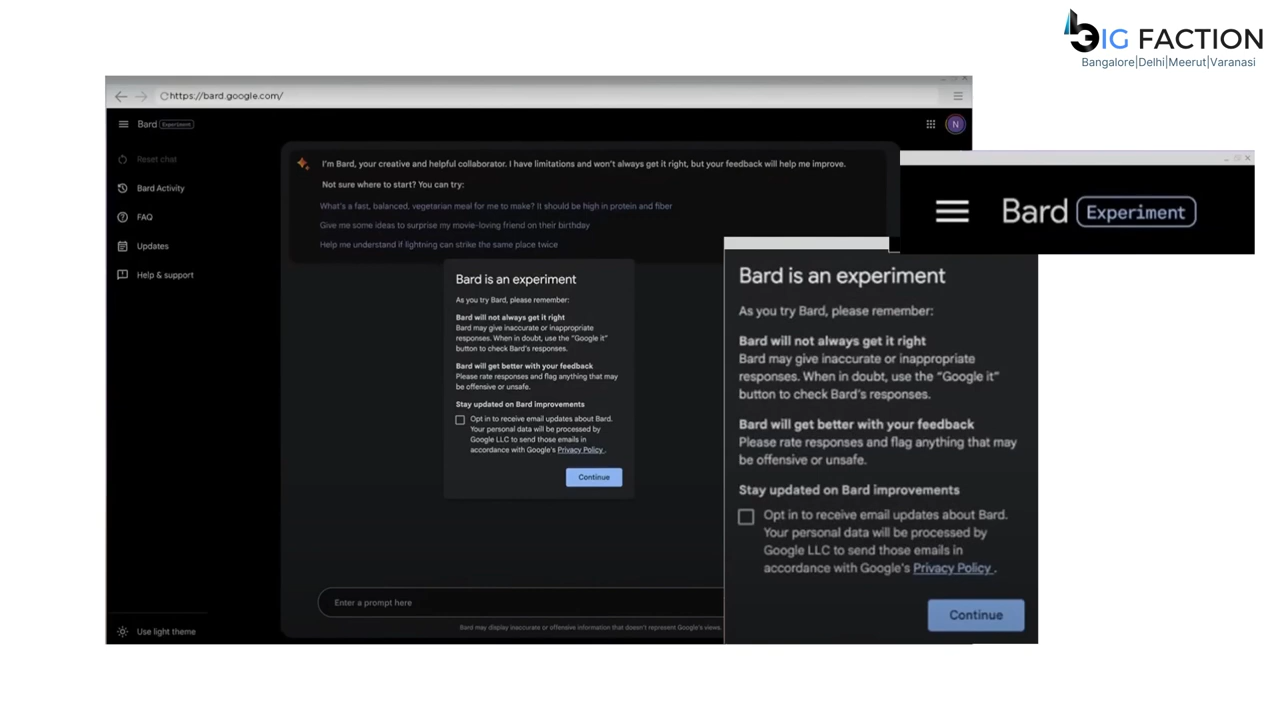 BIG FACTION
Bangalore|Delhi|Meerut|Varanasi
https://bard.google.com/
Bard Experiment
N
Reset chat
Bard Activity
FAQ
Updates
Help & support
Use light theme
I'm Bard, your creative and helpful collaborator. I have limitations and won't always get it right, but your feedback will help me improve.
Not sure where to start? You can try:
What's a fast, balanced, vegetarian meal for me to make? It should be high in protein and fiber
Give me some ideas to surprise my movie-loving friend on their birthday
Help me understand if lightning can strike the same place twice
Bard is an experiment
As you try Bard, please remember:
Bard will not always get it right
Bard may give inaccurate or inappropriate
responses. When in doubt, use the "Google it"
button to check Bard's responses.
Bard will get better with your feedback
Please rate responses and flag anything that may
be offensive or unsafe.
Stay updated on Bard improvements
Opt in to receive email updates about Bard.
Your personal data will be processed by
Google LLC to send those emails in
accordance with Google's Privacy Policy .
Continue
Enter a prompt here
Bard may display inaccurate or offensive information that doesn't represent Google's views.
Bard Experiment
Bard is an experiment
As you try Bard, please remember:
Bard will not always get it right
Bard may give inaccurate or inappropriate
responses. When in doubt, use the "Google it"
button to check Bard's responses.
Bard will get better with your feedback
Please rate responses and flag anything that may
be offensive or unsafe.
Stay updated on Bard improvements
Opt in to receive email updates about Bard.
Your personal data will be processed by
Google LLC to send those emails in
accordance with Google's Privacy Policy .
Continue